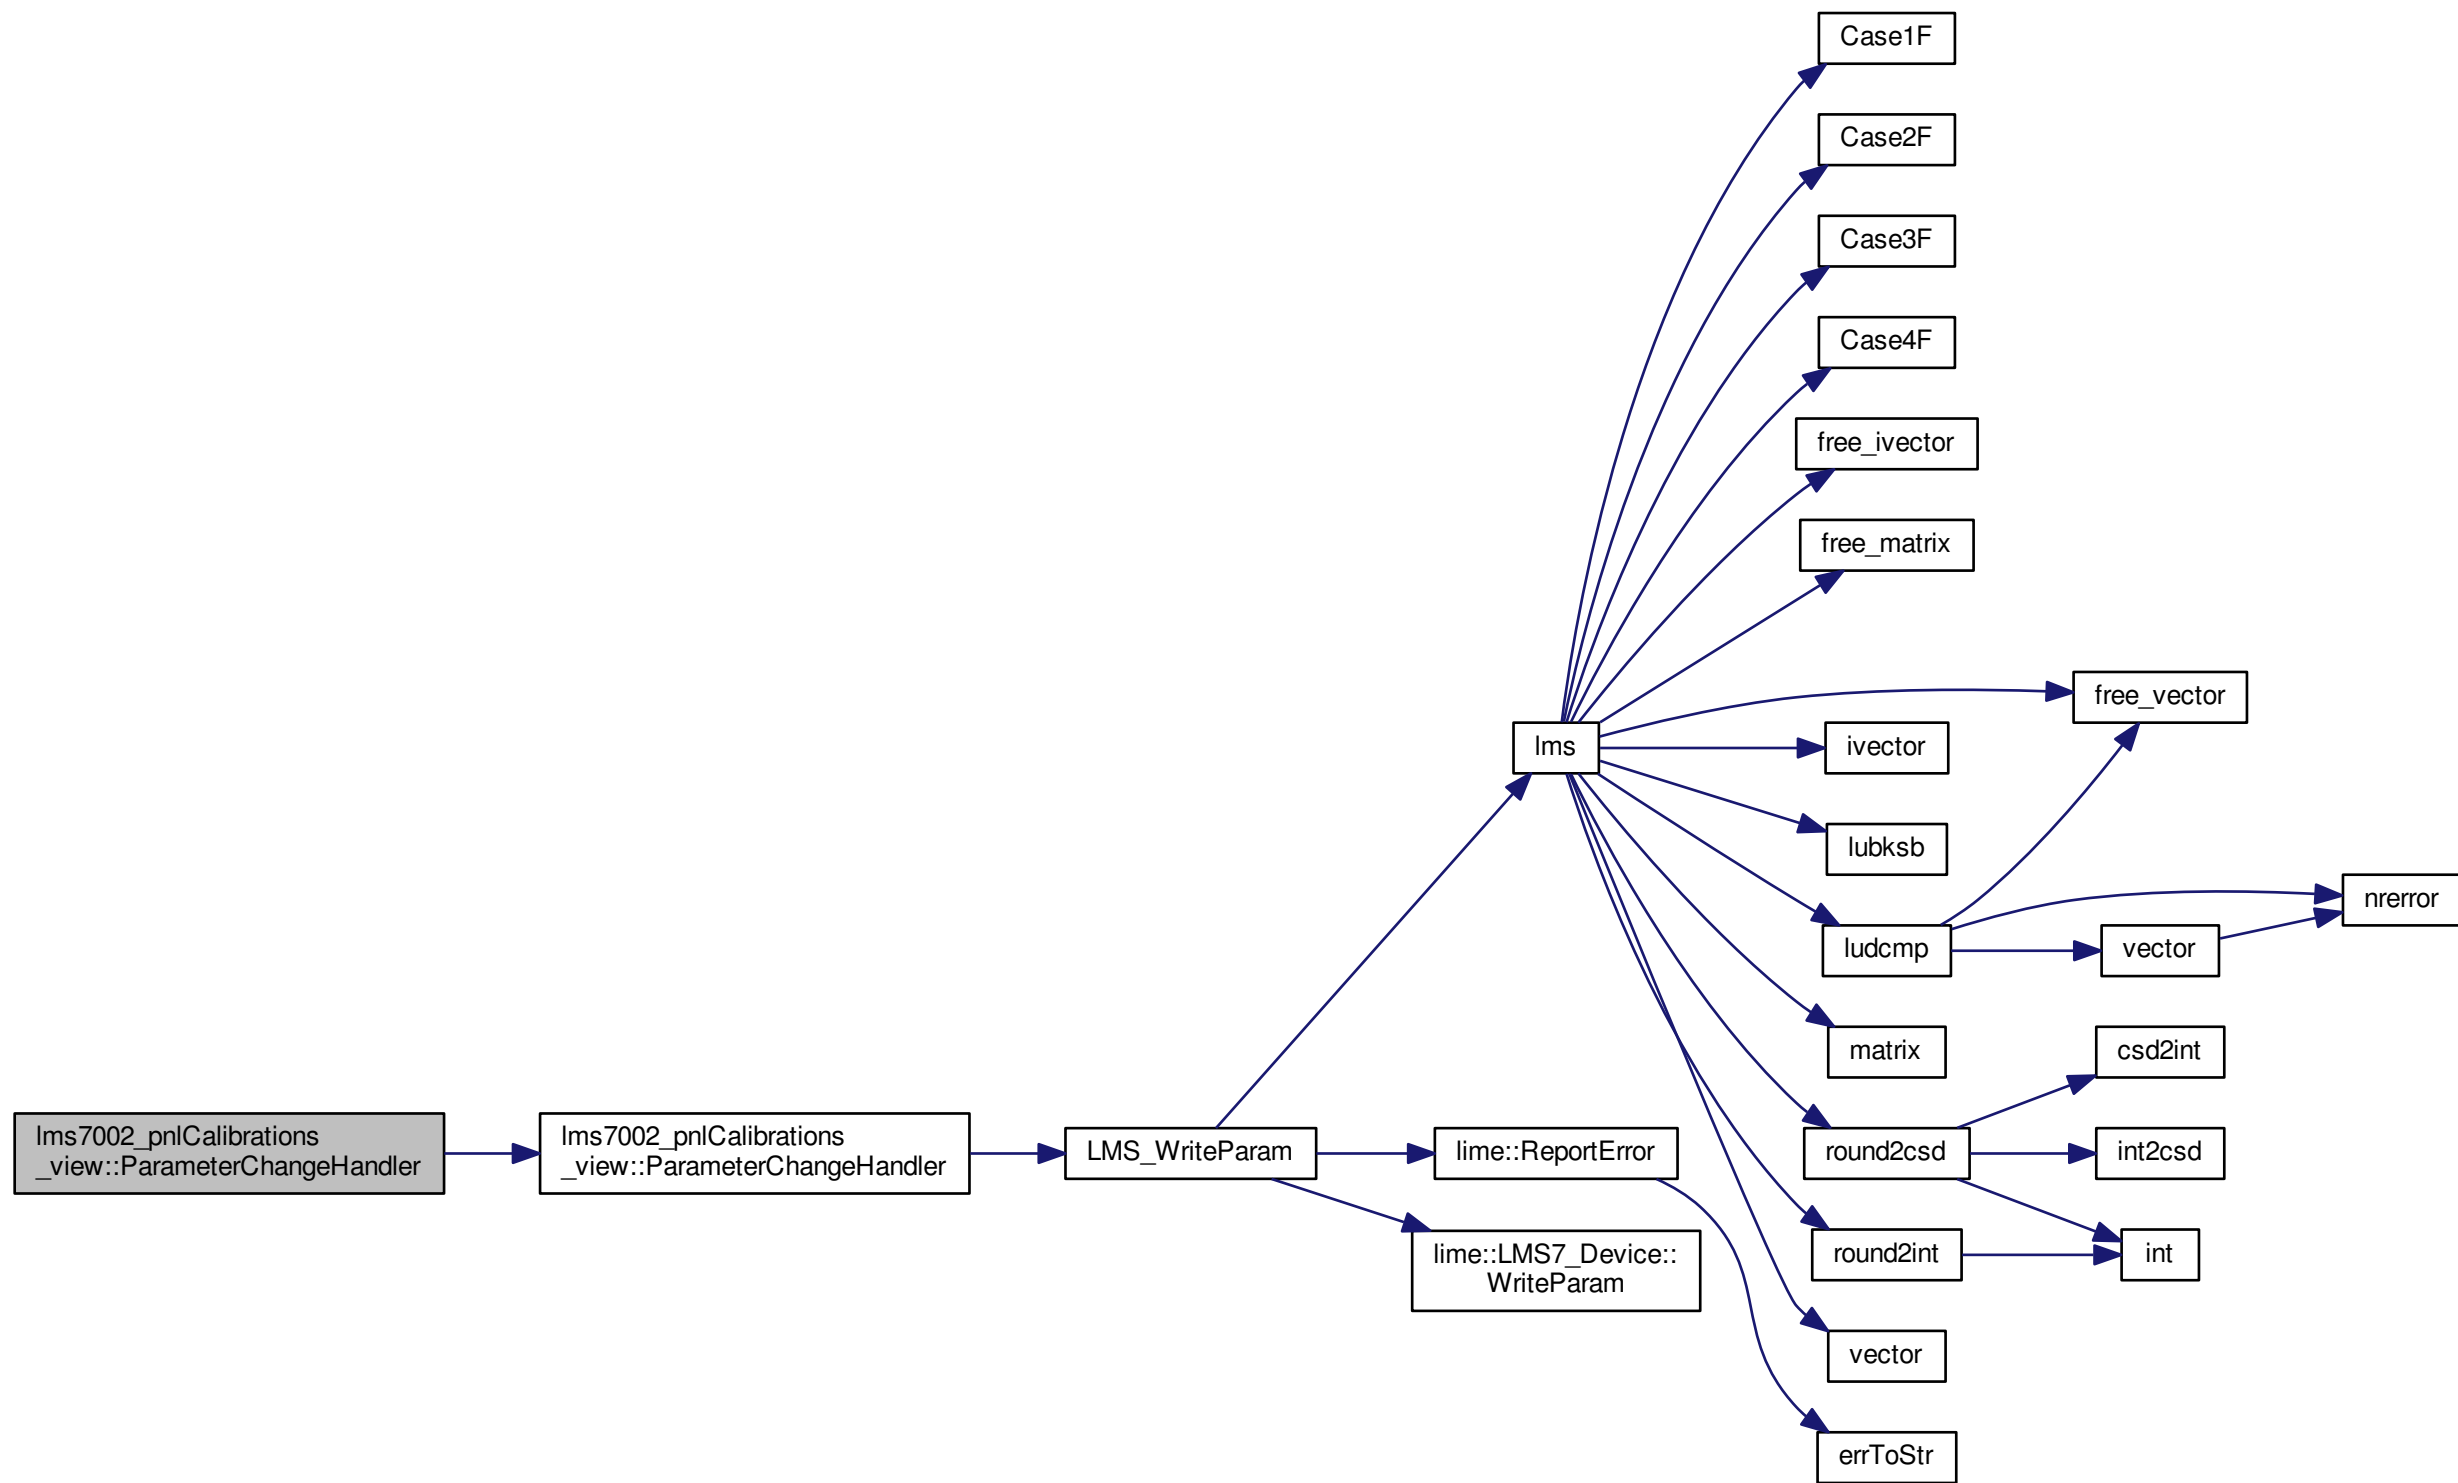 Case1F
Case2F
Case3F
Case4F
free_ivector
free_matrix
free_vector
lms
ivector
lubksb
nrerror
ludcmp
vector
matrix
csd2int
lms7002_pnlCalibrations
_view::ParameterChangeHandler
lms7002_pnlCalibrations
_view::ParameterChangeHandler
LMS_WriteParam
lime::ReportError
round2csd
int2csd
lime::LMS7_Device::
WriteParam
round2int
int
vector
errToStr